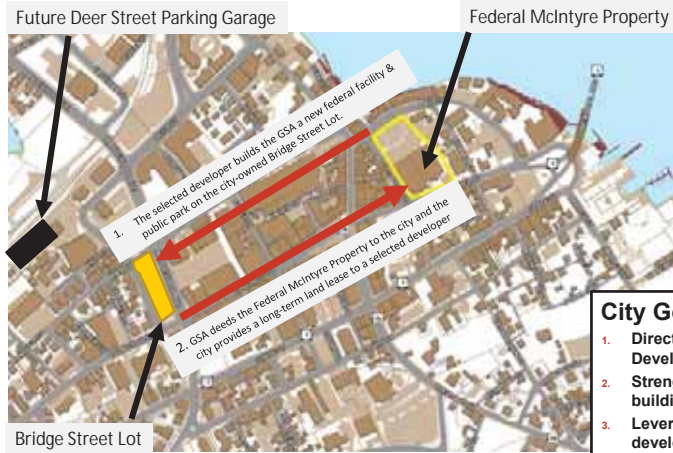 Future Deer Street Parking Garage
Federal McIntyre Property
1. The selected developer builds the GSA a new federal facility &
public park on the city-owned Bridge Street Lot.
2. GSA deeds the Federal McIntyre Property to the city and the
city provides a long-term land lease to a selected developer
Bridge Street Lot
City Go
1. Direct
Develo
2. Streng
buildi
3. Lever
develo